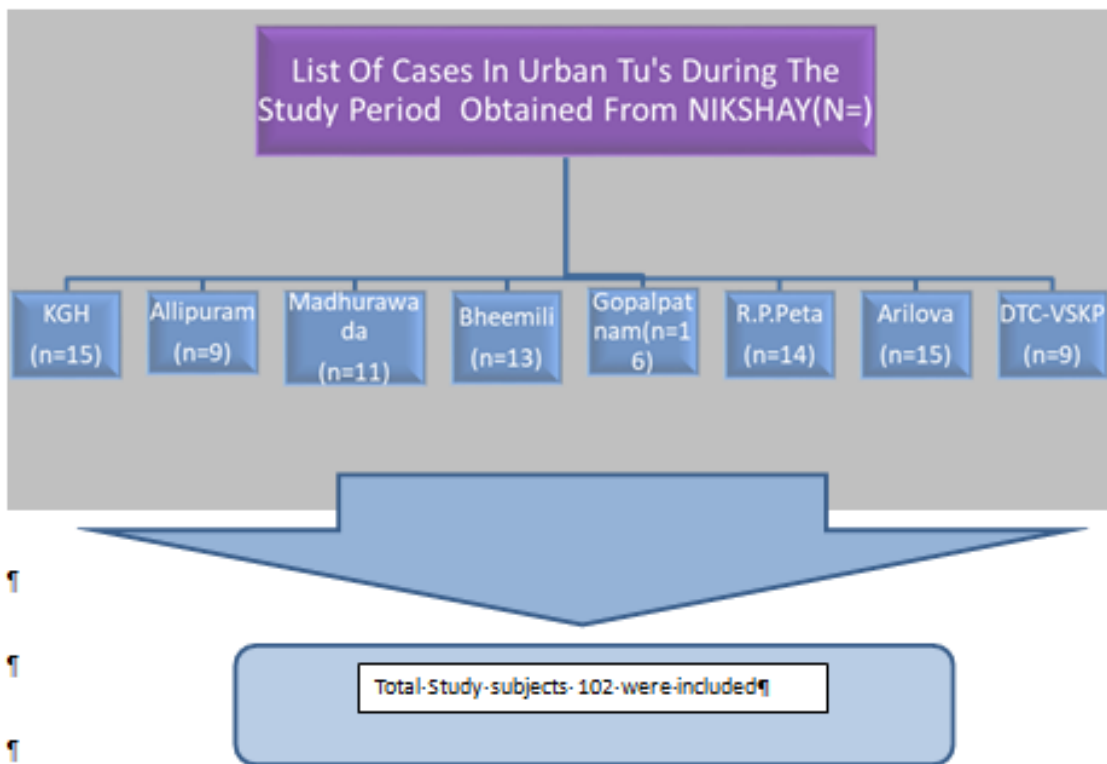 List Of Cases In Urban Tu's During The
Study Period Obtained From NIKSHAY(N=)
KGH
(n=15)
Allipuram
(n=9)
Madhurawa
da
(n=11)
Bheemili
(n=13)
Gopalpat
nam(n=1
6)
R.P.Peta
(n=14)
Arilova
(n=15)
DTC-VSKP
(n=9)
¶
¶
Total·Study·subjects·102·were·included¶
¶